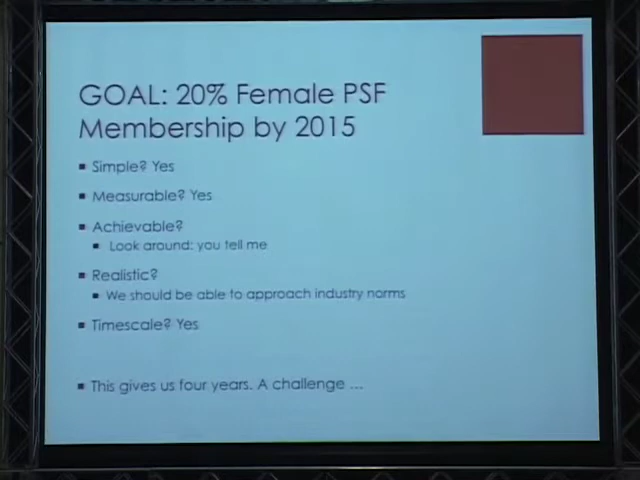 GOAL: 20% Female PSF
Membership by 2015
Simple? Yes
Measurable? Yes
Achievable?
Look around: you tell me
Realistic?
We should be able to approach industry norms
Timescale? Yes
This gives us four years. A challenge ...